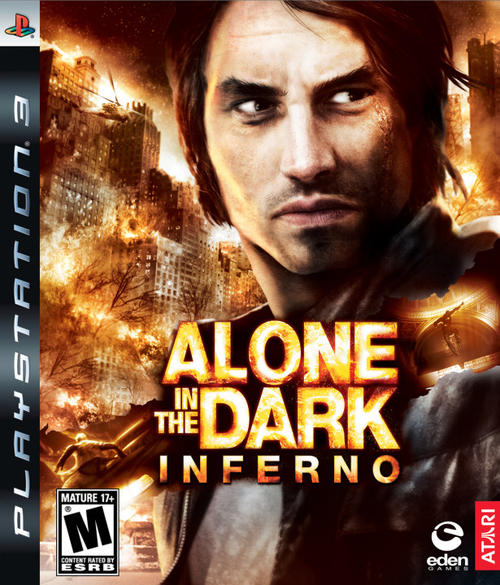 PLAYSTATION 3
ALONE
IN
THE
DARK
INFERNO
MATURE 17+
M
CONTENT RATED BY
ESRB
e
eden
GAMES
ATARI